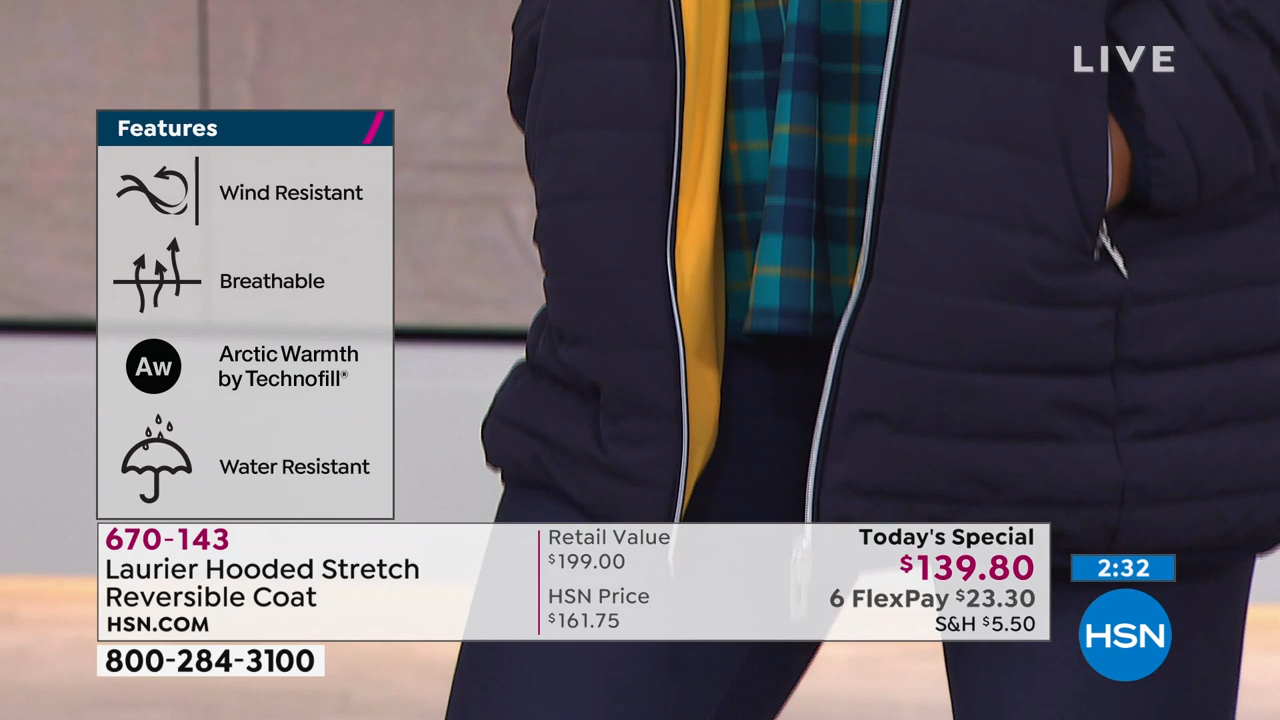 LIVE
Features
Wind Resistant
Breathable
Aw
Arctic Warmth
by Technofill®
Water Resistant
670-143
Laurier Hooded Stretch
Reversible Coat
HSN.COM
Retail Value
$199.00
HSN Price
$161.75
Today's Special
$139.80
6 FlexPay $23.30
S&H $5.50
2:32
HSN
800-284-3100